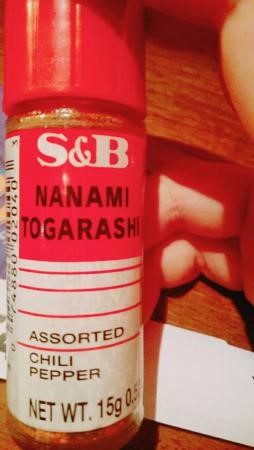 S&B
NANAMI
TOGARASHI
ASSORTED
CHILI
PEPPER
NET WT. 15g